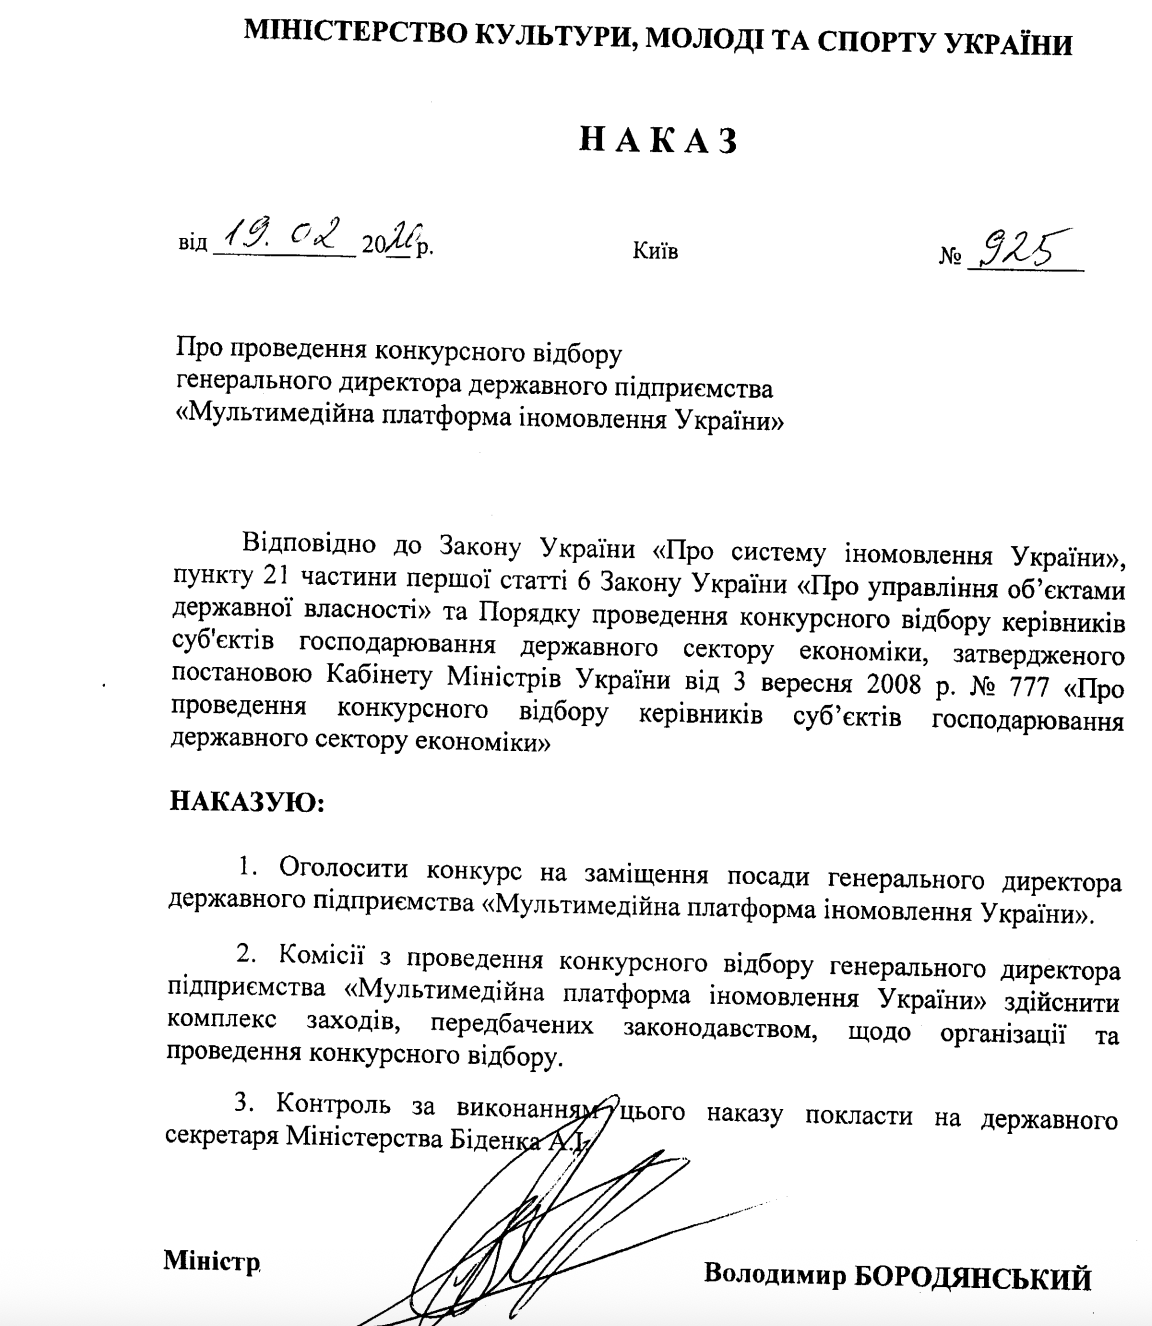 МІНІСТЕРСТВО КУЛЬТУРИ, МОЛОДІ ТА СПОРТУ УКРАЇНИ
Н А К А З
від 19.02 2020 р. Київ № 925
Про проведення конкурсного відбору
генерального директора державного підприємства
«Мультимедійна платформа іномовлення України»
Відповідно до Закону України «Про систему іномовлення України»,
пункту 21 частини першої статті 6 Закону України «Про управління об’єктами
державної власності» та Порядку проведення конкурсного відбору керівників
суб'єктів господарювання державного сектору економіки, затвердженого
постановою Кабінету Міністрів України від 3 вересня 2008 р. № 777 «Про
проведення конкурсного відбору керівників суб’єктів господарювання
державного сектору економіки»
НАКАЗУЮ:
1. Оголосити конкурс на заміщення посади генерального директора
державного підприємства «Мультимедійна платформа іномовлення України».
2. Комісії з проведення конкурсного відбору генерального директора
підприємства «Мультимедійна платформа іномовлення України» здійснити
комплекс заходів, передбачених законодавством, щодо організації та
проведення конкурсного відбору.
3. Контроль за виконанням цього наказу покласти на державного
секретаря Міністерства Біденка А.І.
Міністр Володимир БОРОДЯНСЬКИЙ